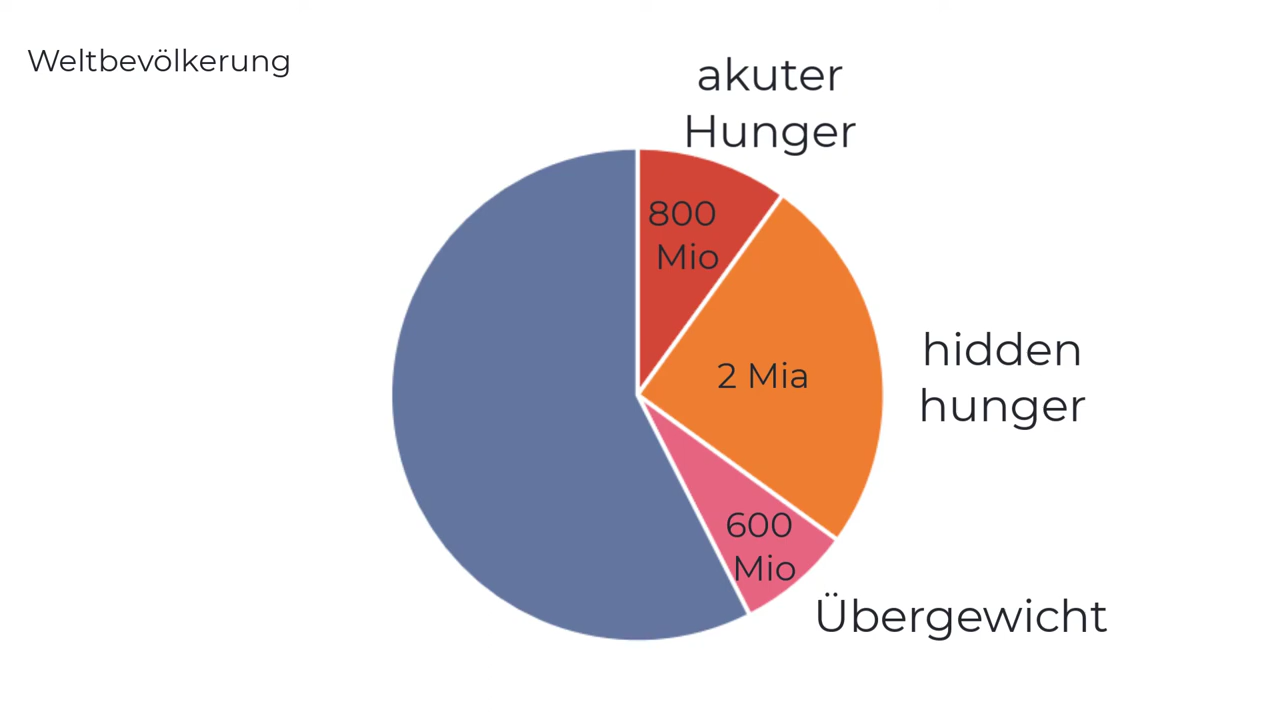 Weltbevölkerung
akuter
Hunger
800
Mio
2 Mia
hidden
hunger
600
Mio
Übergewicht